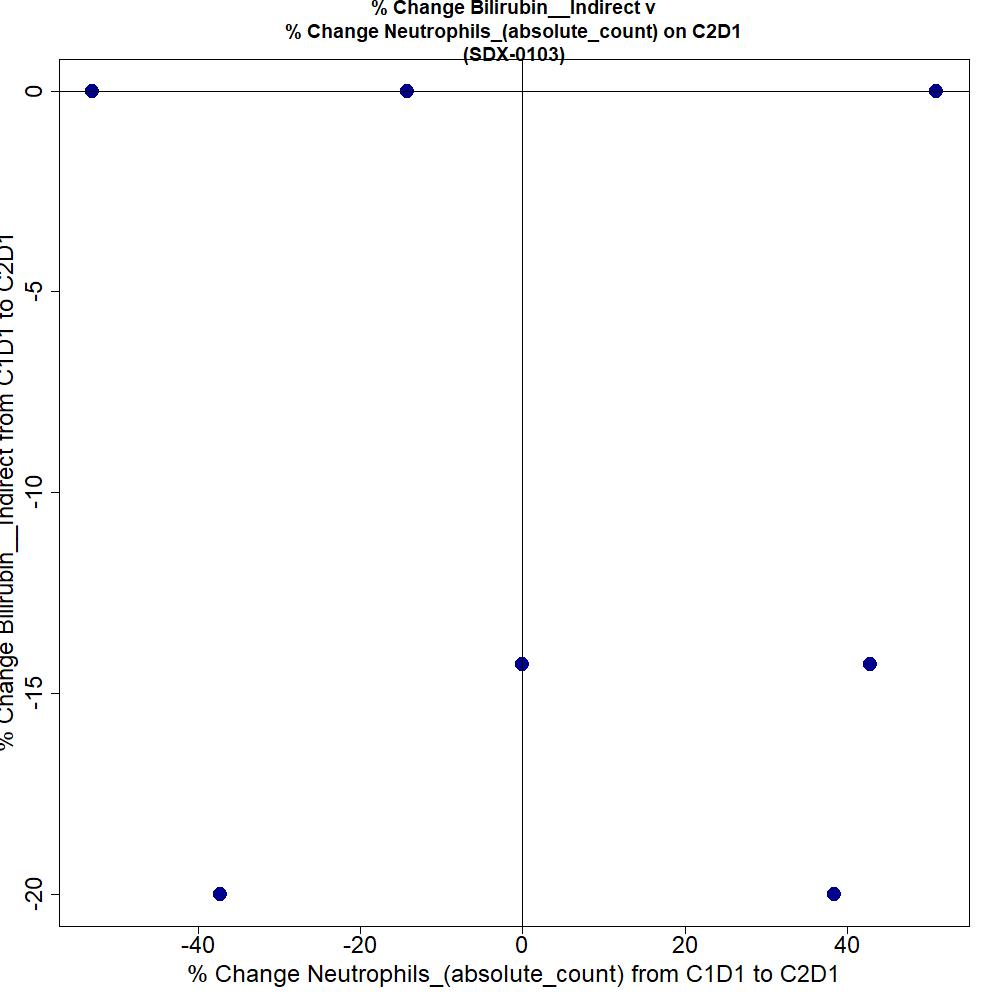 % Change Bilirubin__Indirect v
% Change Neutrophils_(absolute_count) on C2D1
(SDX-0103)
% Change Bilirubin__Indirect from C1D1 to C2D1
0
-5
-10
-15
-20
-40
-20
0
20
40
% Change Neutrophils_(absolute_count) from C1D1 to C2D1